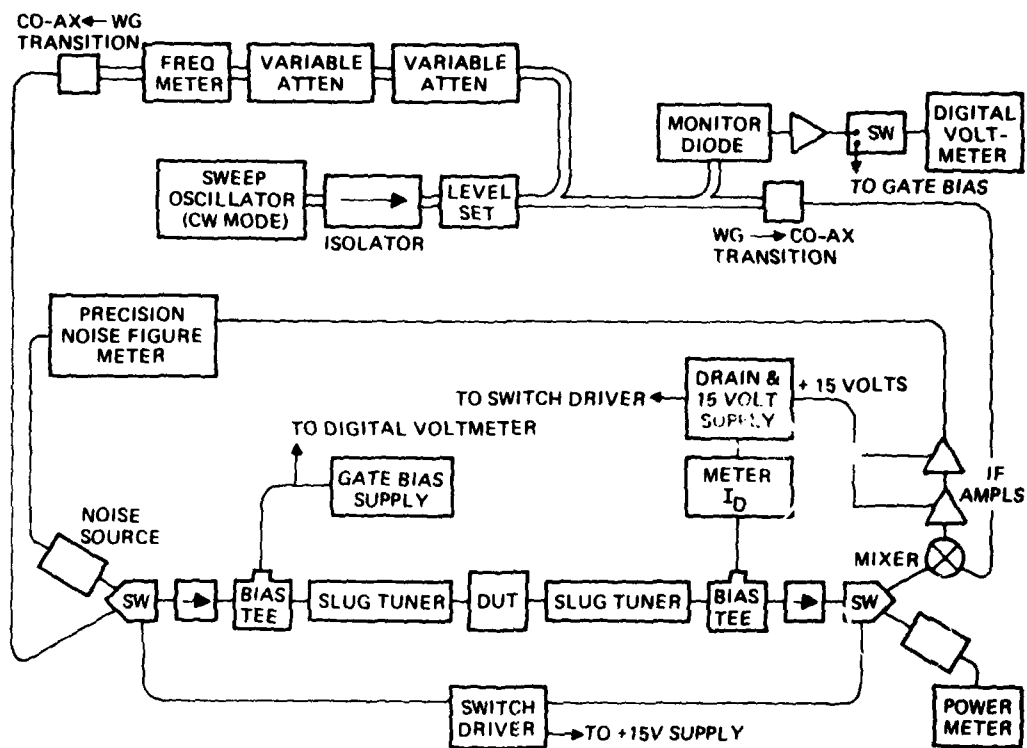 CO-AX←WG
TRANSITION
FREQ
METER
VARIABLE
ATTEN
VARIABLE
ATTEN
MONITOR
DIODE
SW
DIGITAL
VOLT-
METER
TO GATE BIAS
SWEEP
OSCILLATOR
(CW MODE)
ISOLATOR
LEVEL
SET
WG→CO-AX
TRANSITION
PRECISION
NOISE FIGURE
METER
TO SWITCH DRIVER
DRAIN &
15 VOLT
SUPPLY
+ 15 VOLTS
TO DIGITAL VOLTMETER
GATE BIAS
SUPPLY
METER
ID
IF
AMPLS
NOISE
SOURCE
MIXER
SW
BIAS
TEE
SLUG TUNER
DUT
SLUG TUNER
BIAS
TEE
SW
SWITCH
DRIVER
TO +15V SUPPLY
POWER
METER